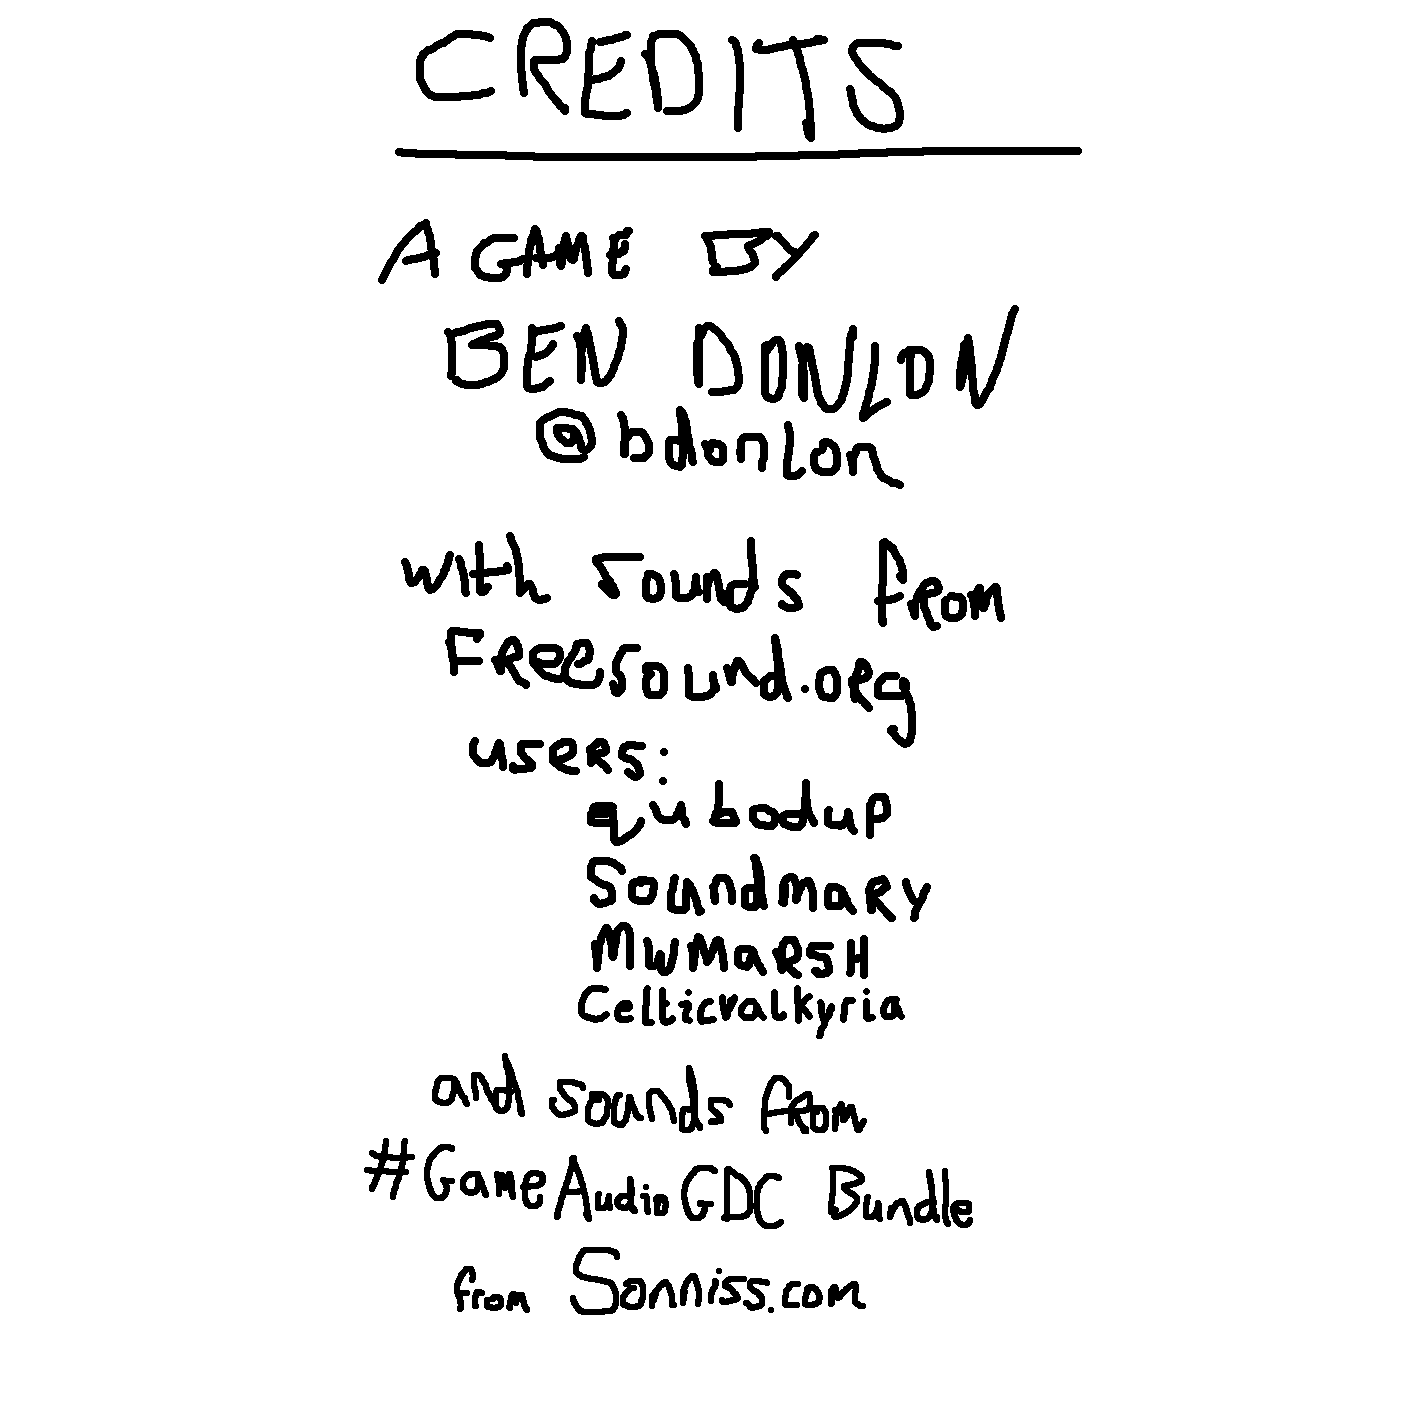 CREDITS
A GAME BY
BEN DONLON
@bdonlon
with sounds from
FReesound.oRg
useRs:
qubodup
SoundmaRy
MWMaRSH
Celticvalkyria
and sounds fRom
#GameAudioGDC Bundle
from Sonniss.com